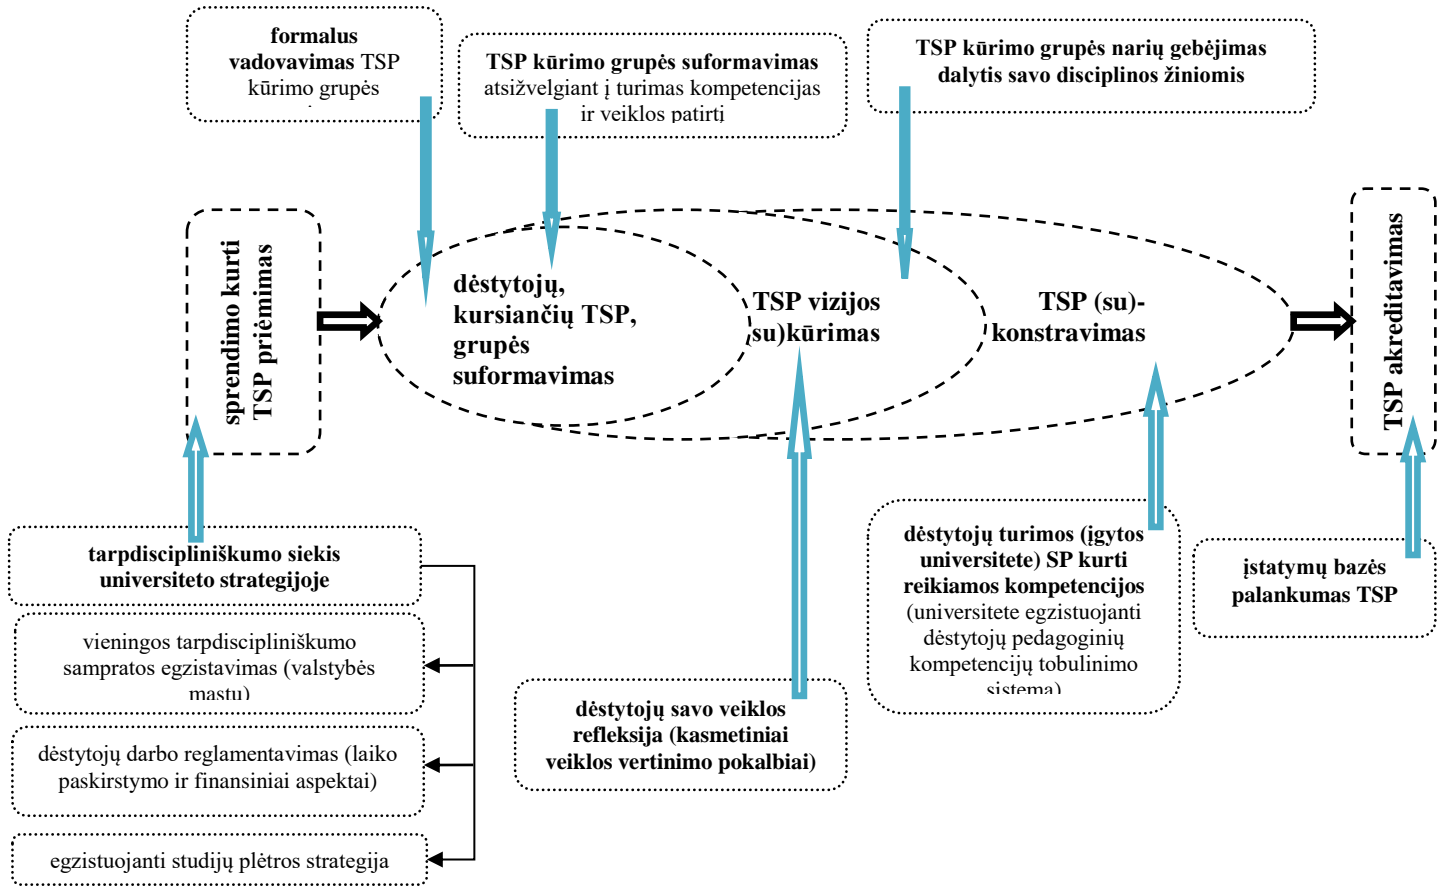 formalus
vadovavimas TSP
kūrimo grupės
TSP kūrimo grupės suformavimas
atsižvelgiant į turimas kompetencijas
ir veiklos patirtį
TSP kūrimo grupės narių gebėjimas
dalytis savo disciplinos žiniomis
sprendimo kurti
TSP priėmimas
dėstytojų,
kursiančių TSP,
grupės
suformavimas
TSP vizijos
(su)kūrimas
TSP (su)-
konstravimas
TSP akreditavimas
tarpdiscipliniškumo siekis
universiteto strategijoje
vieningos tarpdiscipliniškumo
sampratos egzistavimas (valstybės
mastu)
dėstytojų darbo reglamentavimas (laiko
paskirstymo ir finansiniai aspektai)
egzistuojanti studijų plėtros strategija
dėstytojų savo veiklos
refleksija (kasmetiniai
veiklos vertinimo pokalbiai)
dėstytojų turimos (įgytos
universitete) SP kurti
reikiamos kompetencijos
(universitete egzistuojanti
dėstytojų pedagoginių
kompetencijų tobulinimo
sistema)
įstatymų bazės
palankumas TSP